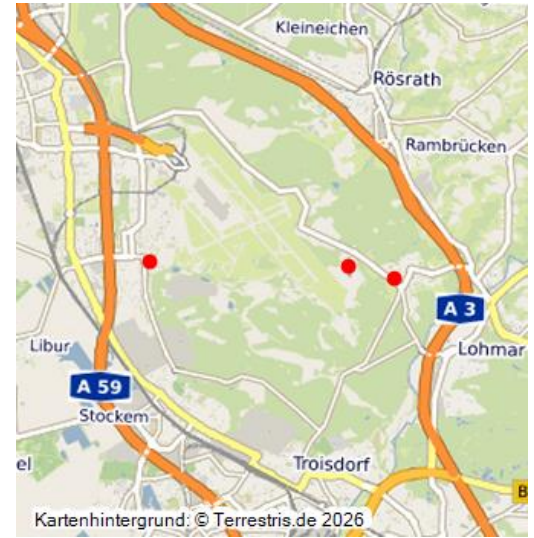 Kleineichen
Rösrath
Rambrücken
A 3
Libur
Lohmar
A 59
Stockem
el
Troisdorf
B
Kartenhintergrund: © Terrestris.de 2026